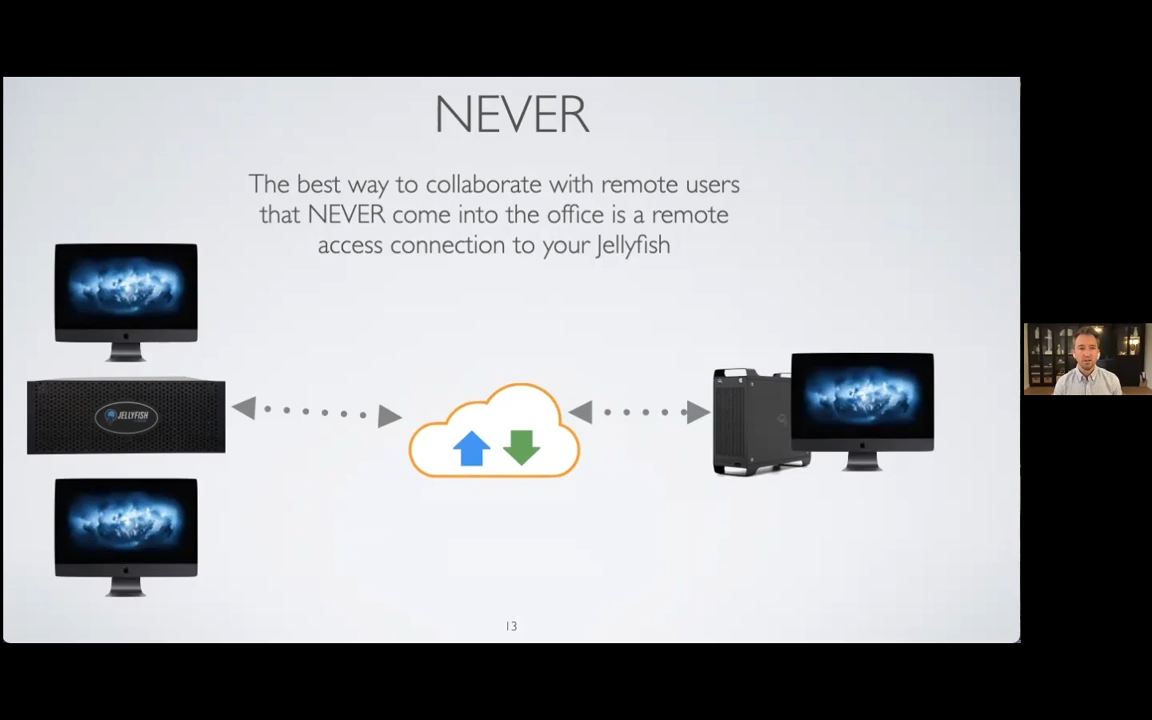 NEVER
The best way to collaborate with remote users
that NEVER come into the office is a remote
access connection to your Jellyfish
JELLYFISH
13